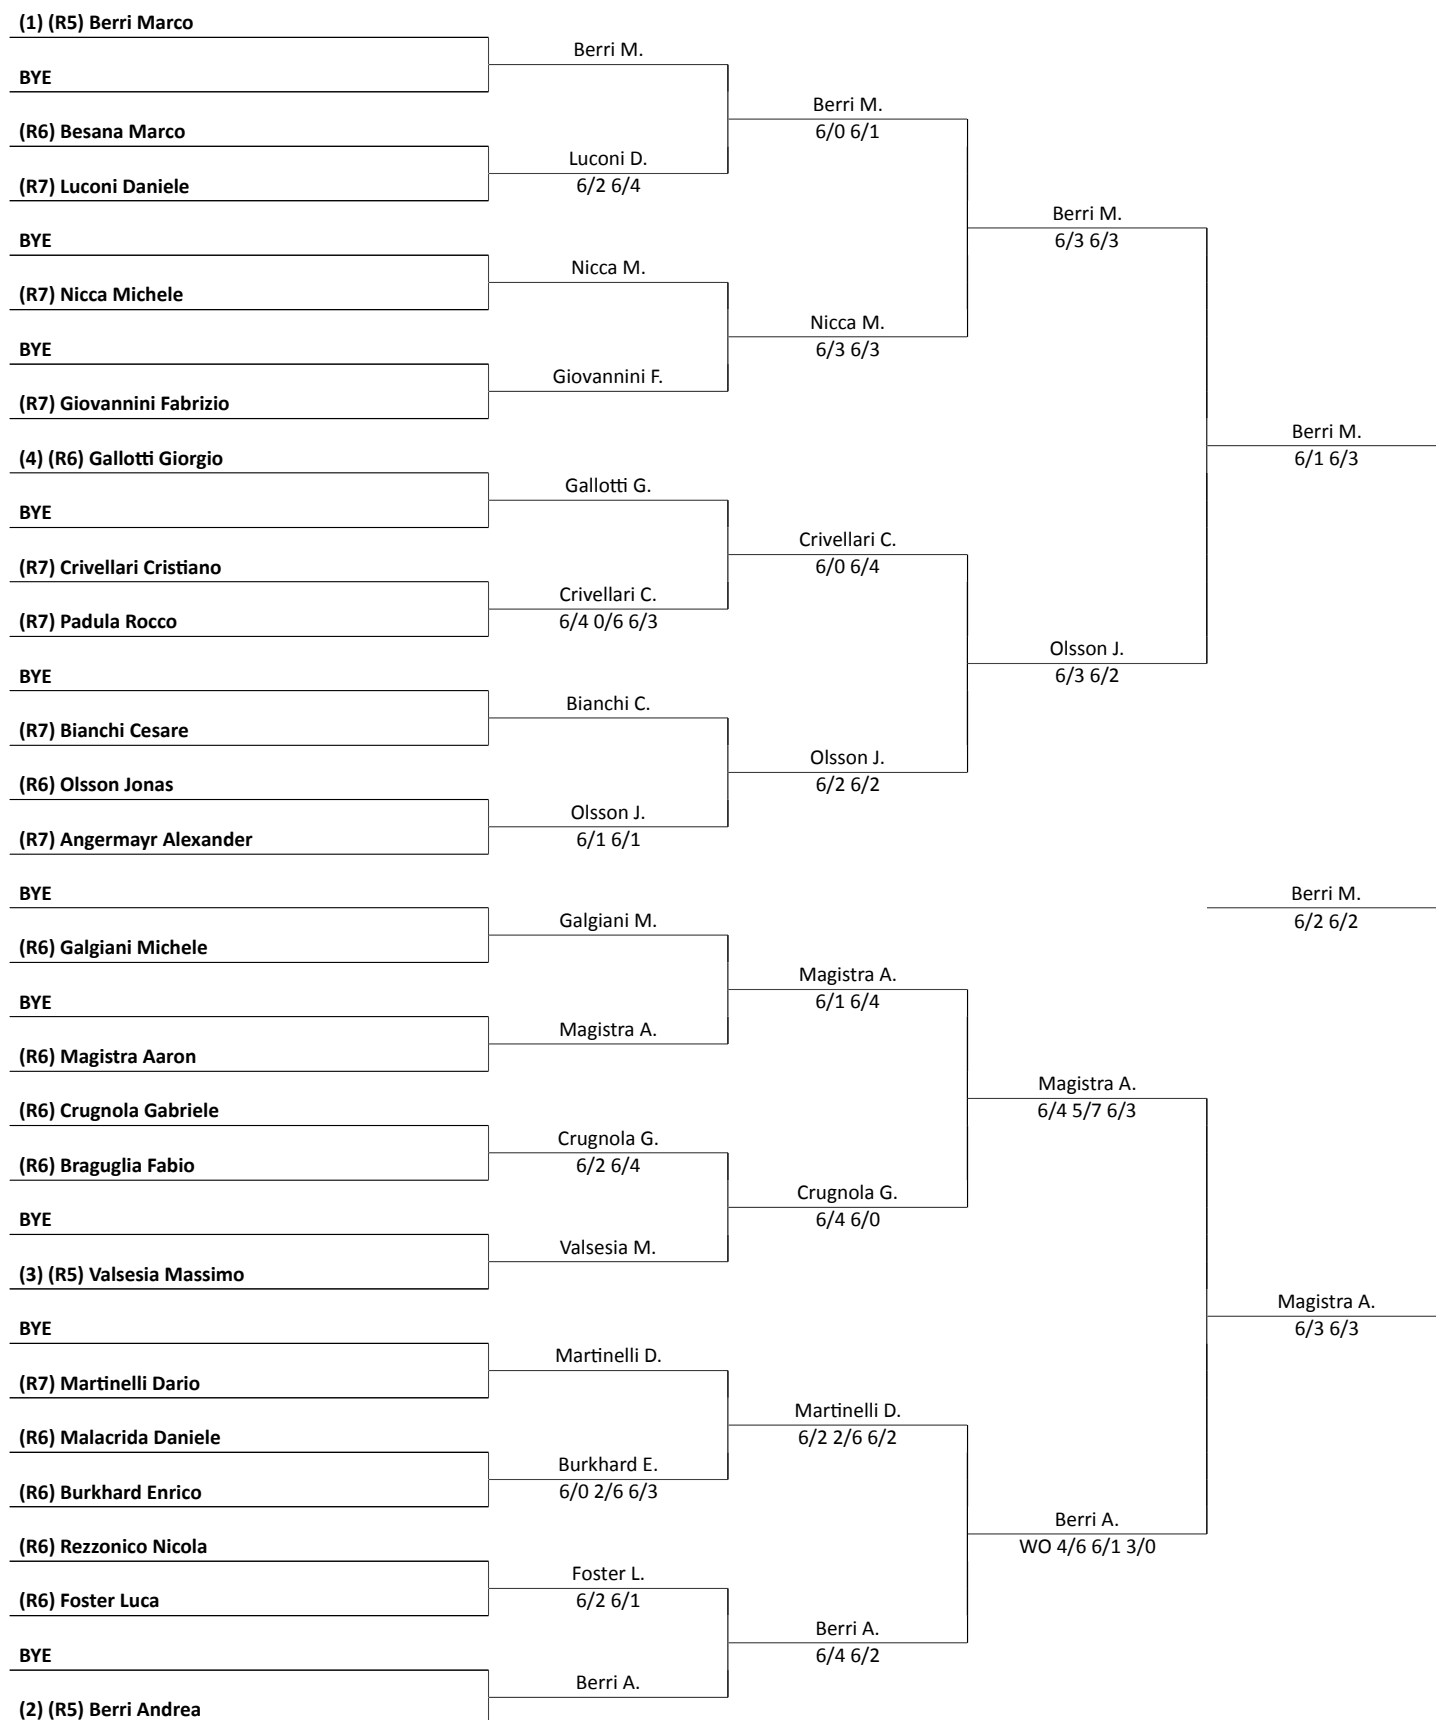 (1) (R5) Berri Marco
BYE
(R6) Besana Marco
(R7) Luconi Daniele
BYE
(R7) Nicca Michele
BYE
(R7) Giovannini Fabrizio
(4) (R6) Gallotti Giorgio
BYE
(R7) Crivellari Cristiano
(R7) Padula Rocco
BYE
(R7) Bianchi Cesare
(R6) Olsson Jonas
(R7) Angermayr Alexander
BYE
(R6) Galgiani Michele
BYE
(R6) Magistra Aaron
(R6) Crugnola Gabriele
(R6) Braguglia Fabio
BYE
(3) (R5) Valsesia Massimo
BYE
(R7) Martinelli Dario
(R6) Malacrida Daniele
(R6) Burkhard Enrico
(R6) Rezzonico Nicola
(R6) Foster Luca
BYE
(2) (R5) Berri Andrea
Berri M.
Luconi D.
6/2 6/4
Nicca M.
Giovannini F.
Gallotti G.
Crivellari C.
6/4 0/6 6/3
Bianchi C.
Olsson J.
6/1 6/1
Galgiani M.
Magistra A.
Crugnola G.
6/2 6/4
Valsesia M.
Martinelli D.
Burkhard E.
6/0 2/6 6/3
Foster L.
6/2 6/1
Berri A.
Berri M.
6/0 6/1
Nicca M.
6/3 6/3
Crivellari C.
6/0 6/4
Olsson J.
6/2 6/2
Magistra A.
6/1 6/4
Crugnola G.
6/4 6/0
Martinelli D.
6/2 2/6 6/2
Berri A.
6/4 6/2
Berri M.
6/3 6/3
Olsson J.
6/3 6/2
Magistra A.
6/4 5/7 6/3
Berri A.
WO 4/6 6/1 3/0
Berri M.
6/1 6/3
Berri M.
6/2 6/2
Magistra A.
6/3 6/3